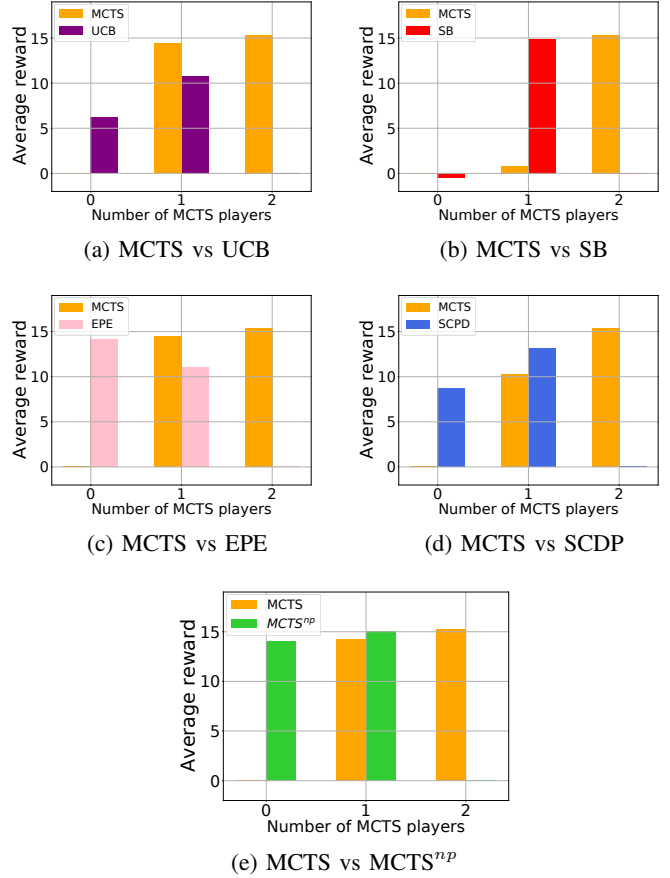 MCTS
UCB
15
10
5
0
Average reward
0 1 2
Number of MCTS players
(a) MCTS vs UCB
MCTS
SB
15
10
5
0
Average reward
0 1 2
Number of MCTS players
(b) MCTS vs SB
MCTS
EPE
15
10
5
0
Average reward
0 1 2
Number of MCTS players
(c) MCTS vs EPE
MCTS
SCPD
15
10
5
0
Average reward
0 1 2
Number of MCTS players
(d) MCTS vs SCDP
MCTS
MCTS^{np}
15
10
5
0
Average reward
0 1 2
Number of MCTS players
(e) MCTS vs MCTS^{np}